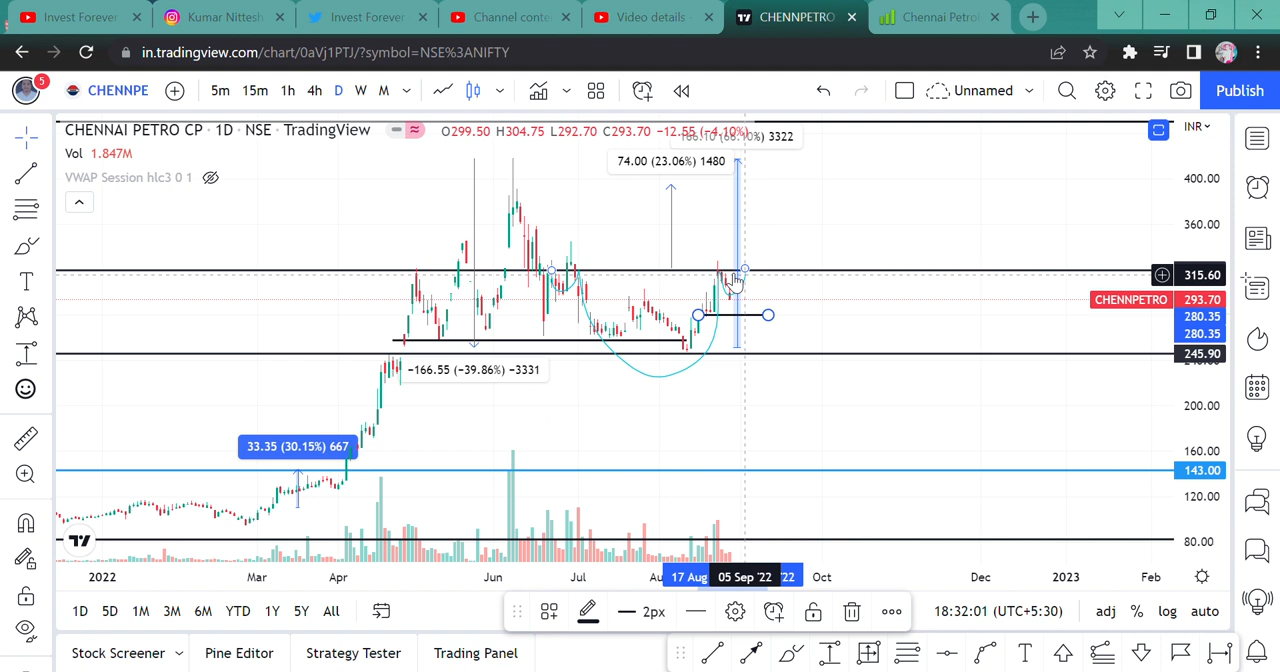 Invest Forever
Kumar Nittesh
Invest Forever
Channel conte
Video details -
CHENNPETRO
Chennai Petrol
in.tradingview.com/chart/0aVj1PTJ/?symbol=NSE%3ANIFTY
5
CHENNPE
5m 15m 1h 4h D W M
Unnamed
Publish
CHENNAI PETRO CP · 1D · NSE · TradingView
O299.50 H304.75 L292.70 C293.70 −12.55 (−4.10%)
3322
INR
Vol 1.847M
74.00 (23.06%) 1480
VWAP Session hlc3 0 1
400.00
360.00
315.60
CHENNPETRO 293.70
280.35
280.35
245.90
−166.55 (−39.86%) −3331
200.00
33.35 (30.15%) 667
160.00
143.00
120.00
80.00
2022 Mar Apr Jun Jul Au 17 Aug 05 Sep '22 '22 Oct Dec 2023 Feb
1D 5D 1M 3M 6M YTD 1Y 5Y All
2px
18:32:01 (UTC+5:30)
adj % log auto
Stock Screener
Pine Editor
Strategy Tester
Trading Panel